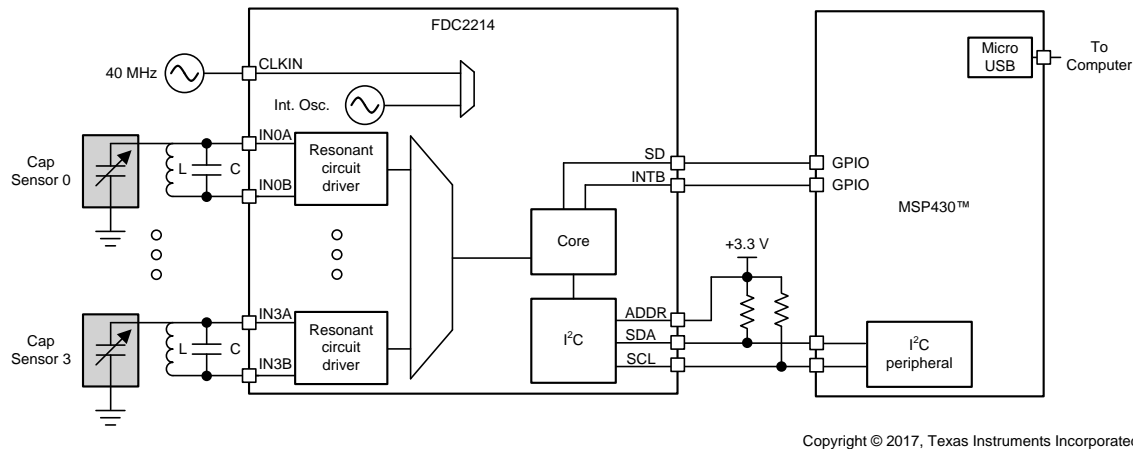 FDC2214
Micro
USB
To
Computer
40 MHz
CLKIN
Int. Osc.
Cap
Sensor 0
L
C
IN0A
IN0B
Resonant
circuit
driver
SD
INTB
GPIO
GPIO
MSP430™
Core
+3.3 V
Cap
Sensor 3
L
C
IN3A
IN3B
Resonant
circuit
driver
I²C
ADDR
SDA
SCL
I²C
peripheral
Copyright © 2017, Texas Instruments Incorporated